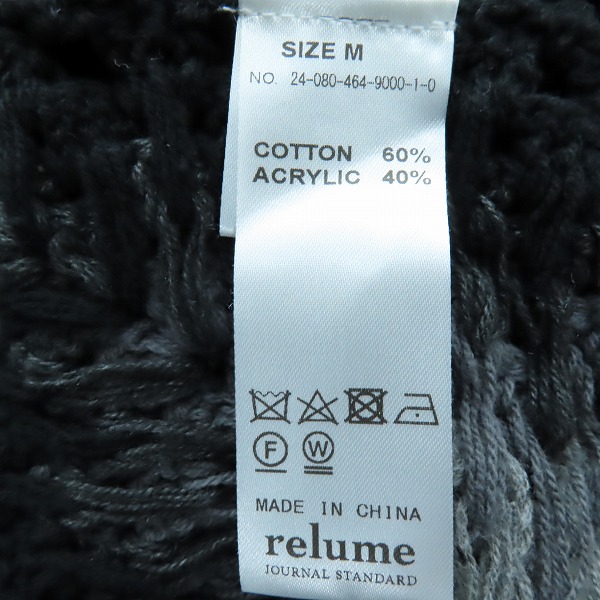 SIZE M
NO. 24-080-464-9000-1-0
COTTON 60%
ACRYLIC 40%
F W
MADE IN CHINA
relume
JOURNAL STANDARD